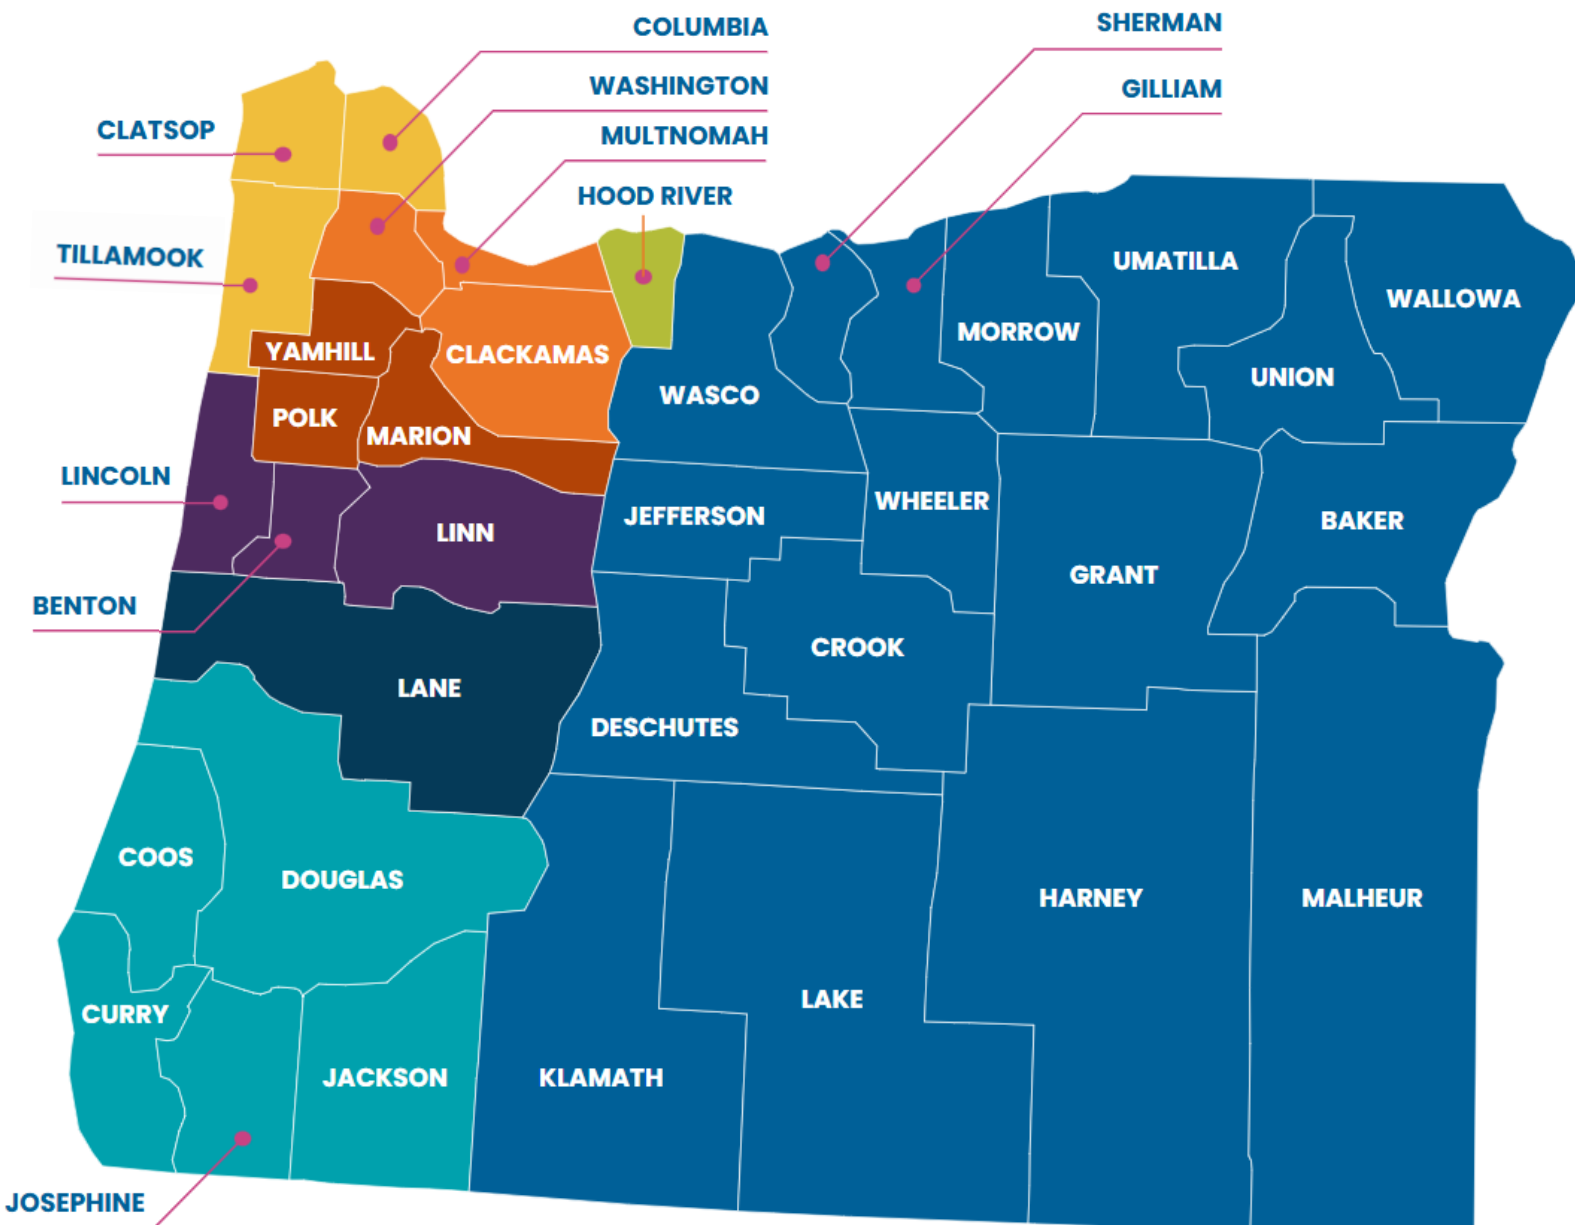 COLUMBIA
SHERMAN
WASHINGTON
GILLIAM
CLATSOP
MULTNOMAH
HOOD RIVER
TILLAMOOK
UMATILLA
WALLOWA
MORROW
YAMHILL
CLACKAMAS
UNION
WASCO
POLK
MARION
LINCOLN
WHEELER
JEFFERSON
BAKER
LINN
GRANT
BENTON
CROOK
LANE
DESCHUTES
COOS
DOUGLAS
HARNEY
MALHEUR
LAKE
CURRY
JACKSON
KLAMATH
JOSEPHINE